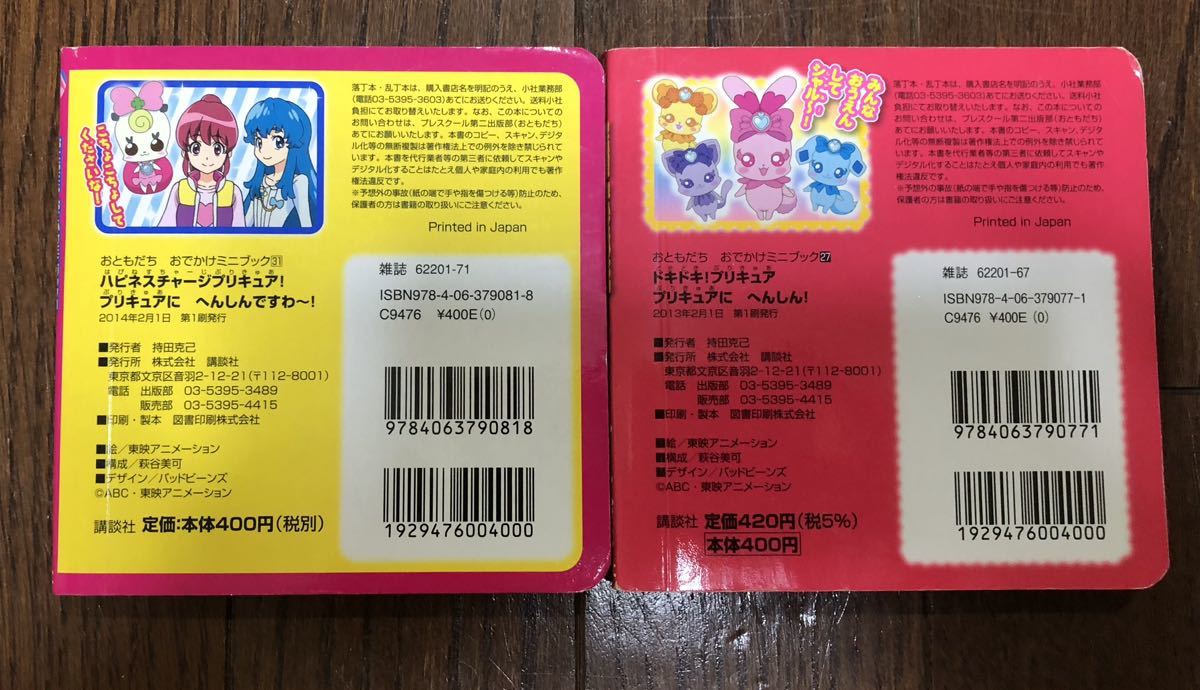 こちょこちょして
くださいな〜!
落丁本・乱丁本は、購入書店名を明記のうえ、小社業務部
(電話03-5395-3603)あてにお送りください。送料小社
負担にてお取り替えいたします。なお、この本についての
お問い合わせは、プレスクール第二出版部(おともだち)
あてにお願いいたします。本書のコピー、スキャン、デジタ
ル化等の無断複製は著作権法上での例外を除き禁じられて
います。本書を代行業者等の第三者に依頼してスキャンや
デジタル化することはたとえ個人や家庭内の利用でも著作
権法違反です。
※予想外の事故(紙の端で手や指を傷つける等)防止のため、
保護者の方は書籍の取り扱いにご注意ください。
Printed in Japan
おともだち おでかけミニブック31
はぴねすちゃーじぷりきゅあ
ハピネスチャージプリキュア!
ぷりきゅあ
プリキュアに へんしんですわ〜!
2014年2月1日 第1刷発行
■発行者 持田克己
■発行所 株式会社 講談社
東京都文京区音羽2-12-21(〒112-8001)
電話 出版部 03-5395-3489
販売部 03-5395-4415
■印刷・製本 図書印刷株式会社
■絵/東映アニメーション
■構成/萩谷美可
■デザイン/バッドビーンズ
©ABC・東映アニメーション
講談社 定価:本体400円(税別)
雑誌 62201-71
ISBN978-4-06-379081-8
C9476 ¥400E(0)
9784063790818
1929476004000
みんな
おうえん
して
シャル〜!
落丁本・乱丁本は、購入書店名を明記のうえ、小社業務部
(電話03-5395-3603)あてにお送りください。送料小社
負担にてお取り替えいたします。なお、この本についての
お問い合わせは、プレスクール第二出版部(おともだち)
あてにお願いいたします。本書のコピー、スキャン、デジタ
ル化等の無断複製は著作権法上での例外を除き禁じられて
います。本書を代行業者等の第三者に依頼してスキャンや
デジタル化することはたとえ個人や家庭内の利用でも著作
権法違反です。
※予想外の事故(紙の端で手や指を傷つける等)防止のため、
保護者の方は書籍の取り扱いにご注意ください。
Printed in Japan
おともだち おでかけミニブック27
ドキドキ!プリキュア
プリキュアに へんしん!
2013年2月1日 第1刷発行
■発行者 持田克己
■発行所 株式会社 講談社
東京都文京区音羽2-12-21(〒112-8001)
電話 出版部 03-5395-3489
販売部 03-5395-4415
■印刷・製本 図書印刷株式会社
■絵/東映アニメーション
■構成/萩谷美可
■デザイン/バッドビーンズ
©ABC・東映アニメーション
講談社 定価420円(税5%)
本体400円
雑誌 62201-67
ISBN978-4-06-379077-1
C9476 ¥400E(0)
9784063790771
1929476004000